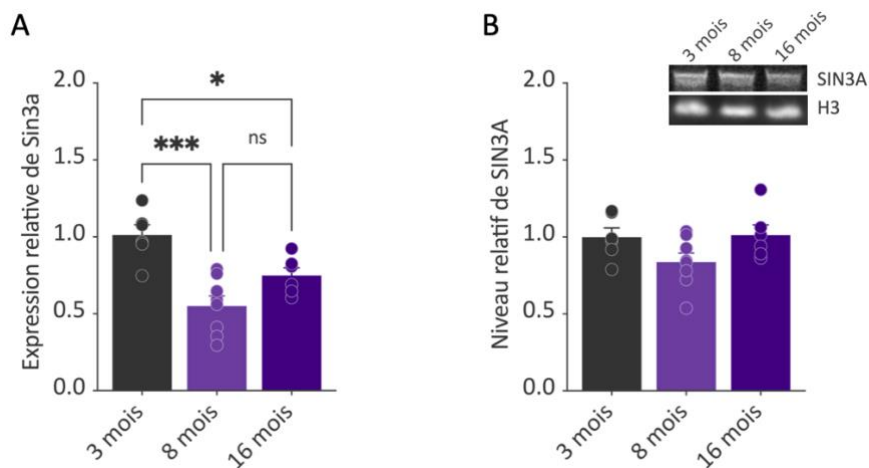 A
Expression relative de Sin3a
2.0
1.5
1.0
0.5
0.0
*
***
ns
3 mois
8 mois
16 mois
B
Niveau relatif de SIN3A
2.0
1.5
1.0
0.5
0.0
3 mois
8 mois
16 mois
SIN3A
H3
3 mois
8 mois
16 mois